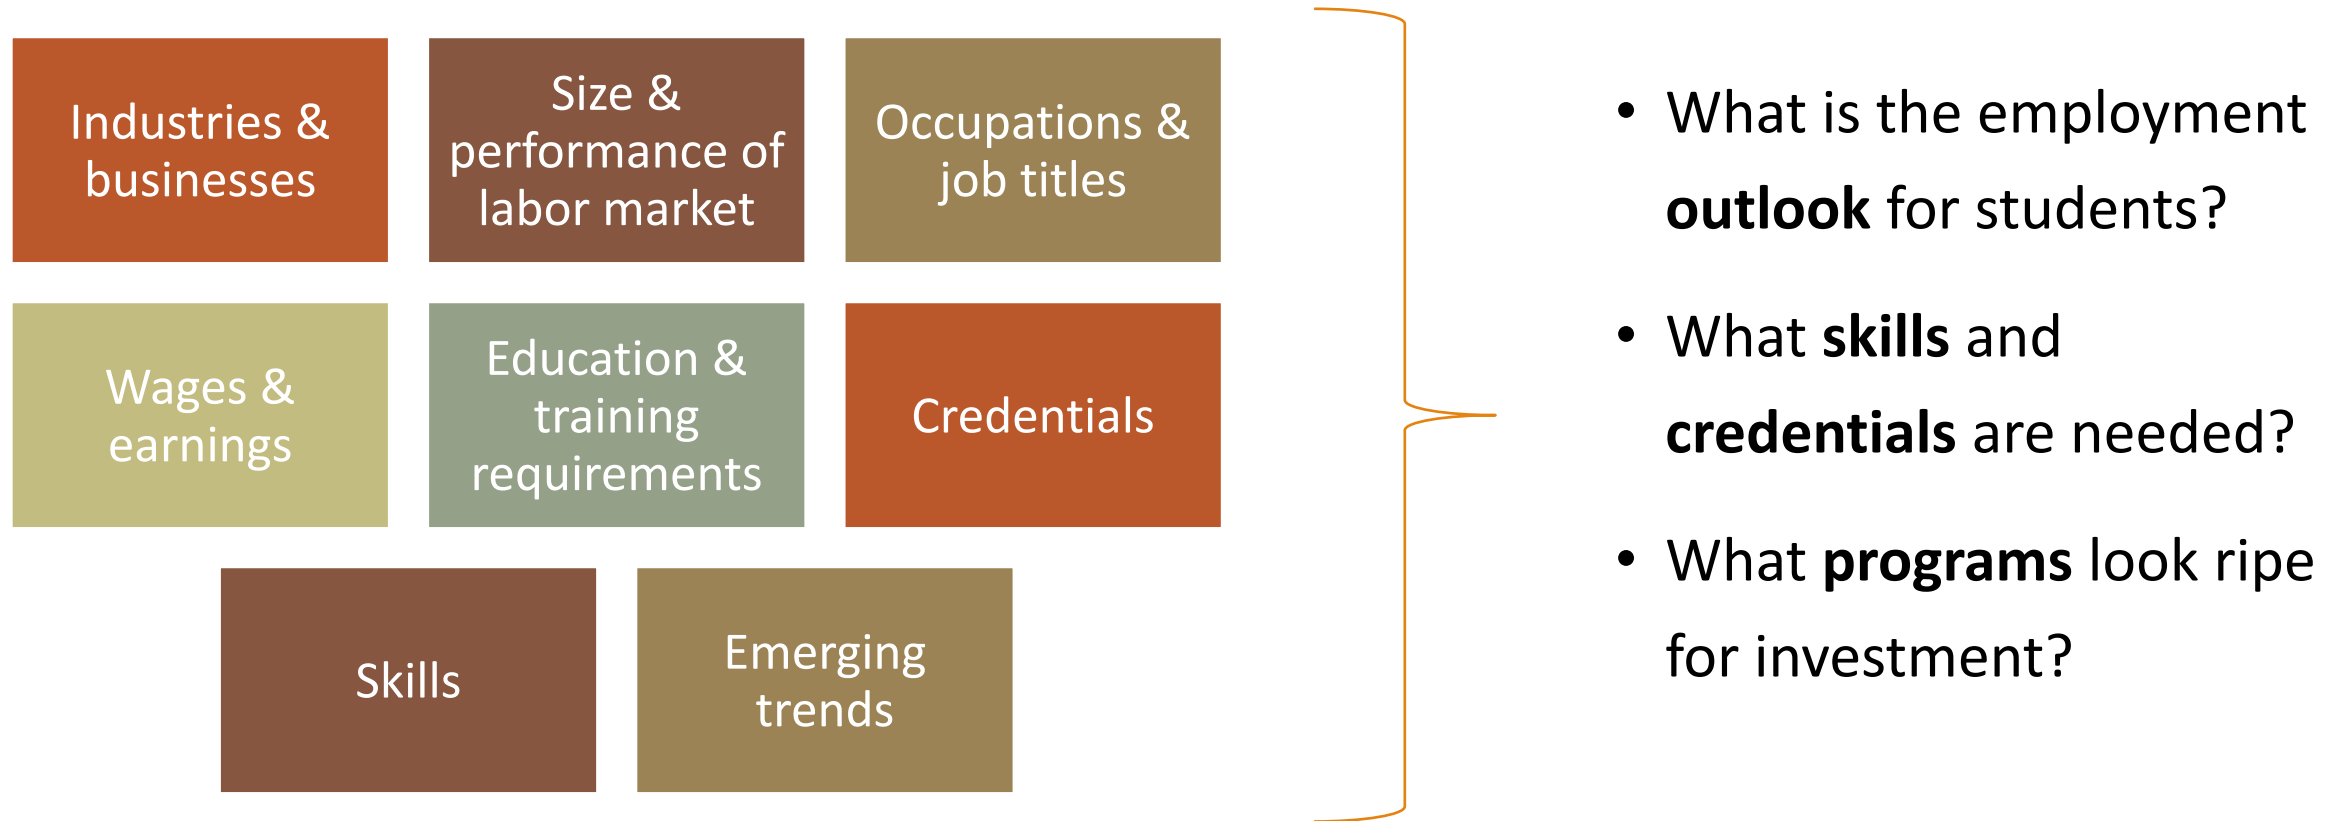 Industries &
businesses
Size &
performance of
labor market
Occupations &
job titles
Wages &
earnings
Education &
training
requirements
Credentials
Skills
Emerging
trends
• What is the employment
outlook for students?
• What skills and
credentials are needed?
• What programs look ripe
for investment?